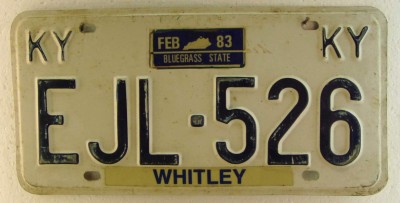 KY FEB 83 KY
BLUEGRASS STATE
EJL·526
WHITLEY